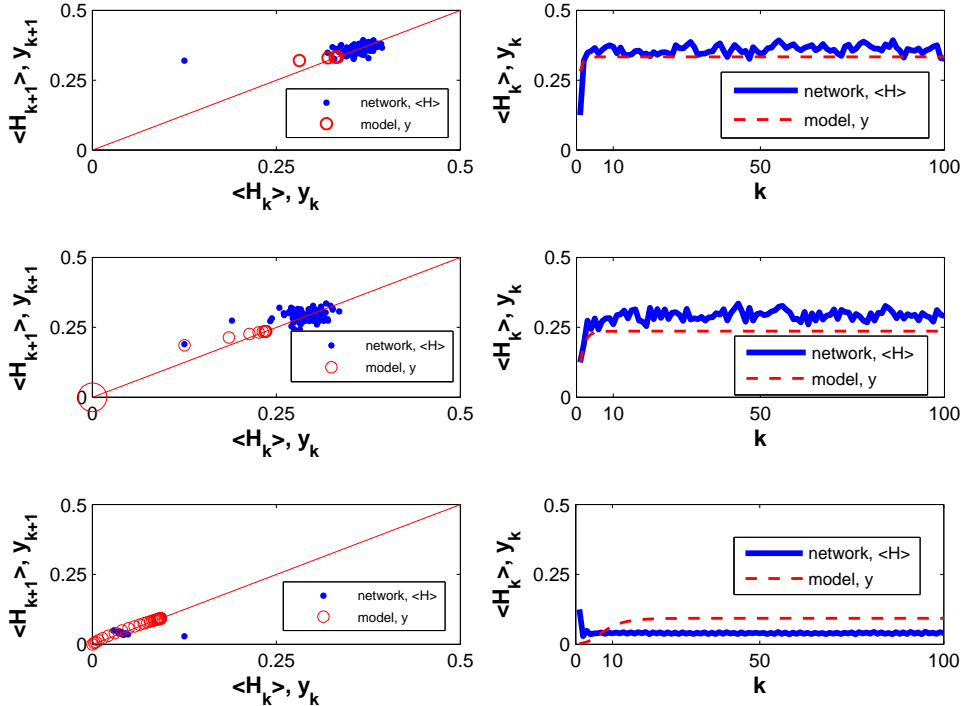 0.5
0.25
0
0
0.25
0.5
<H_{k+1}>, y_{k+1}
<H_k>, y_k
network, <H>
model, y
0.5
0.25
0
0
10
50
100
<H_k>, y_k
k
network, <H>
model, y
0.5
0.25
0
0
0.25
0.5
<H_{k+1}>, y_{k+1}
<H_k>, y_k
network, <H>
model, y
0.5
0.25
0
0
10
50
100
<H_k>, y_k
k
network, <H>
model, y
0.5
0.25
0
0
0.25
0.5
<H_{k+1}>, y_{k+1}
<H_k>, y_k
network, <H>
model, y
0.5
0.25
0
0
10
50
100
<H_k>, y_k
k
network, <H>
model, y